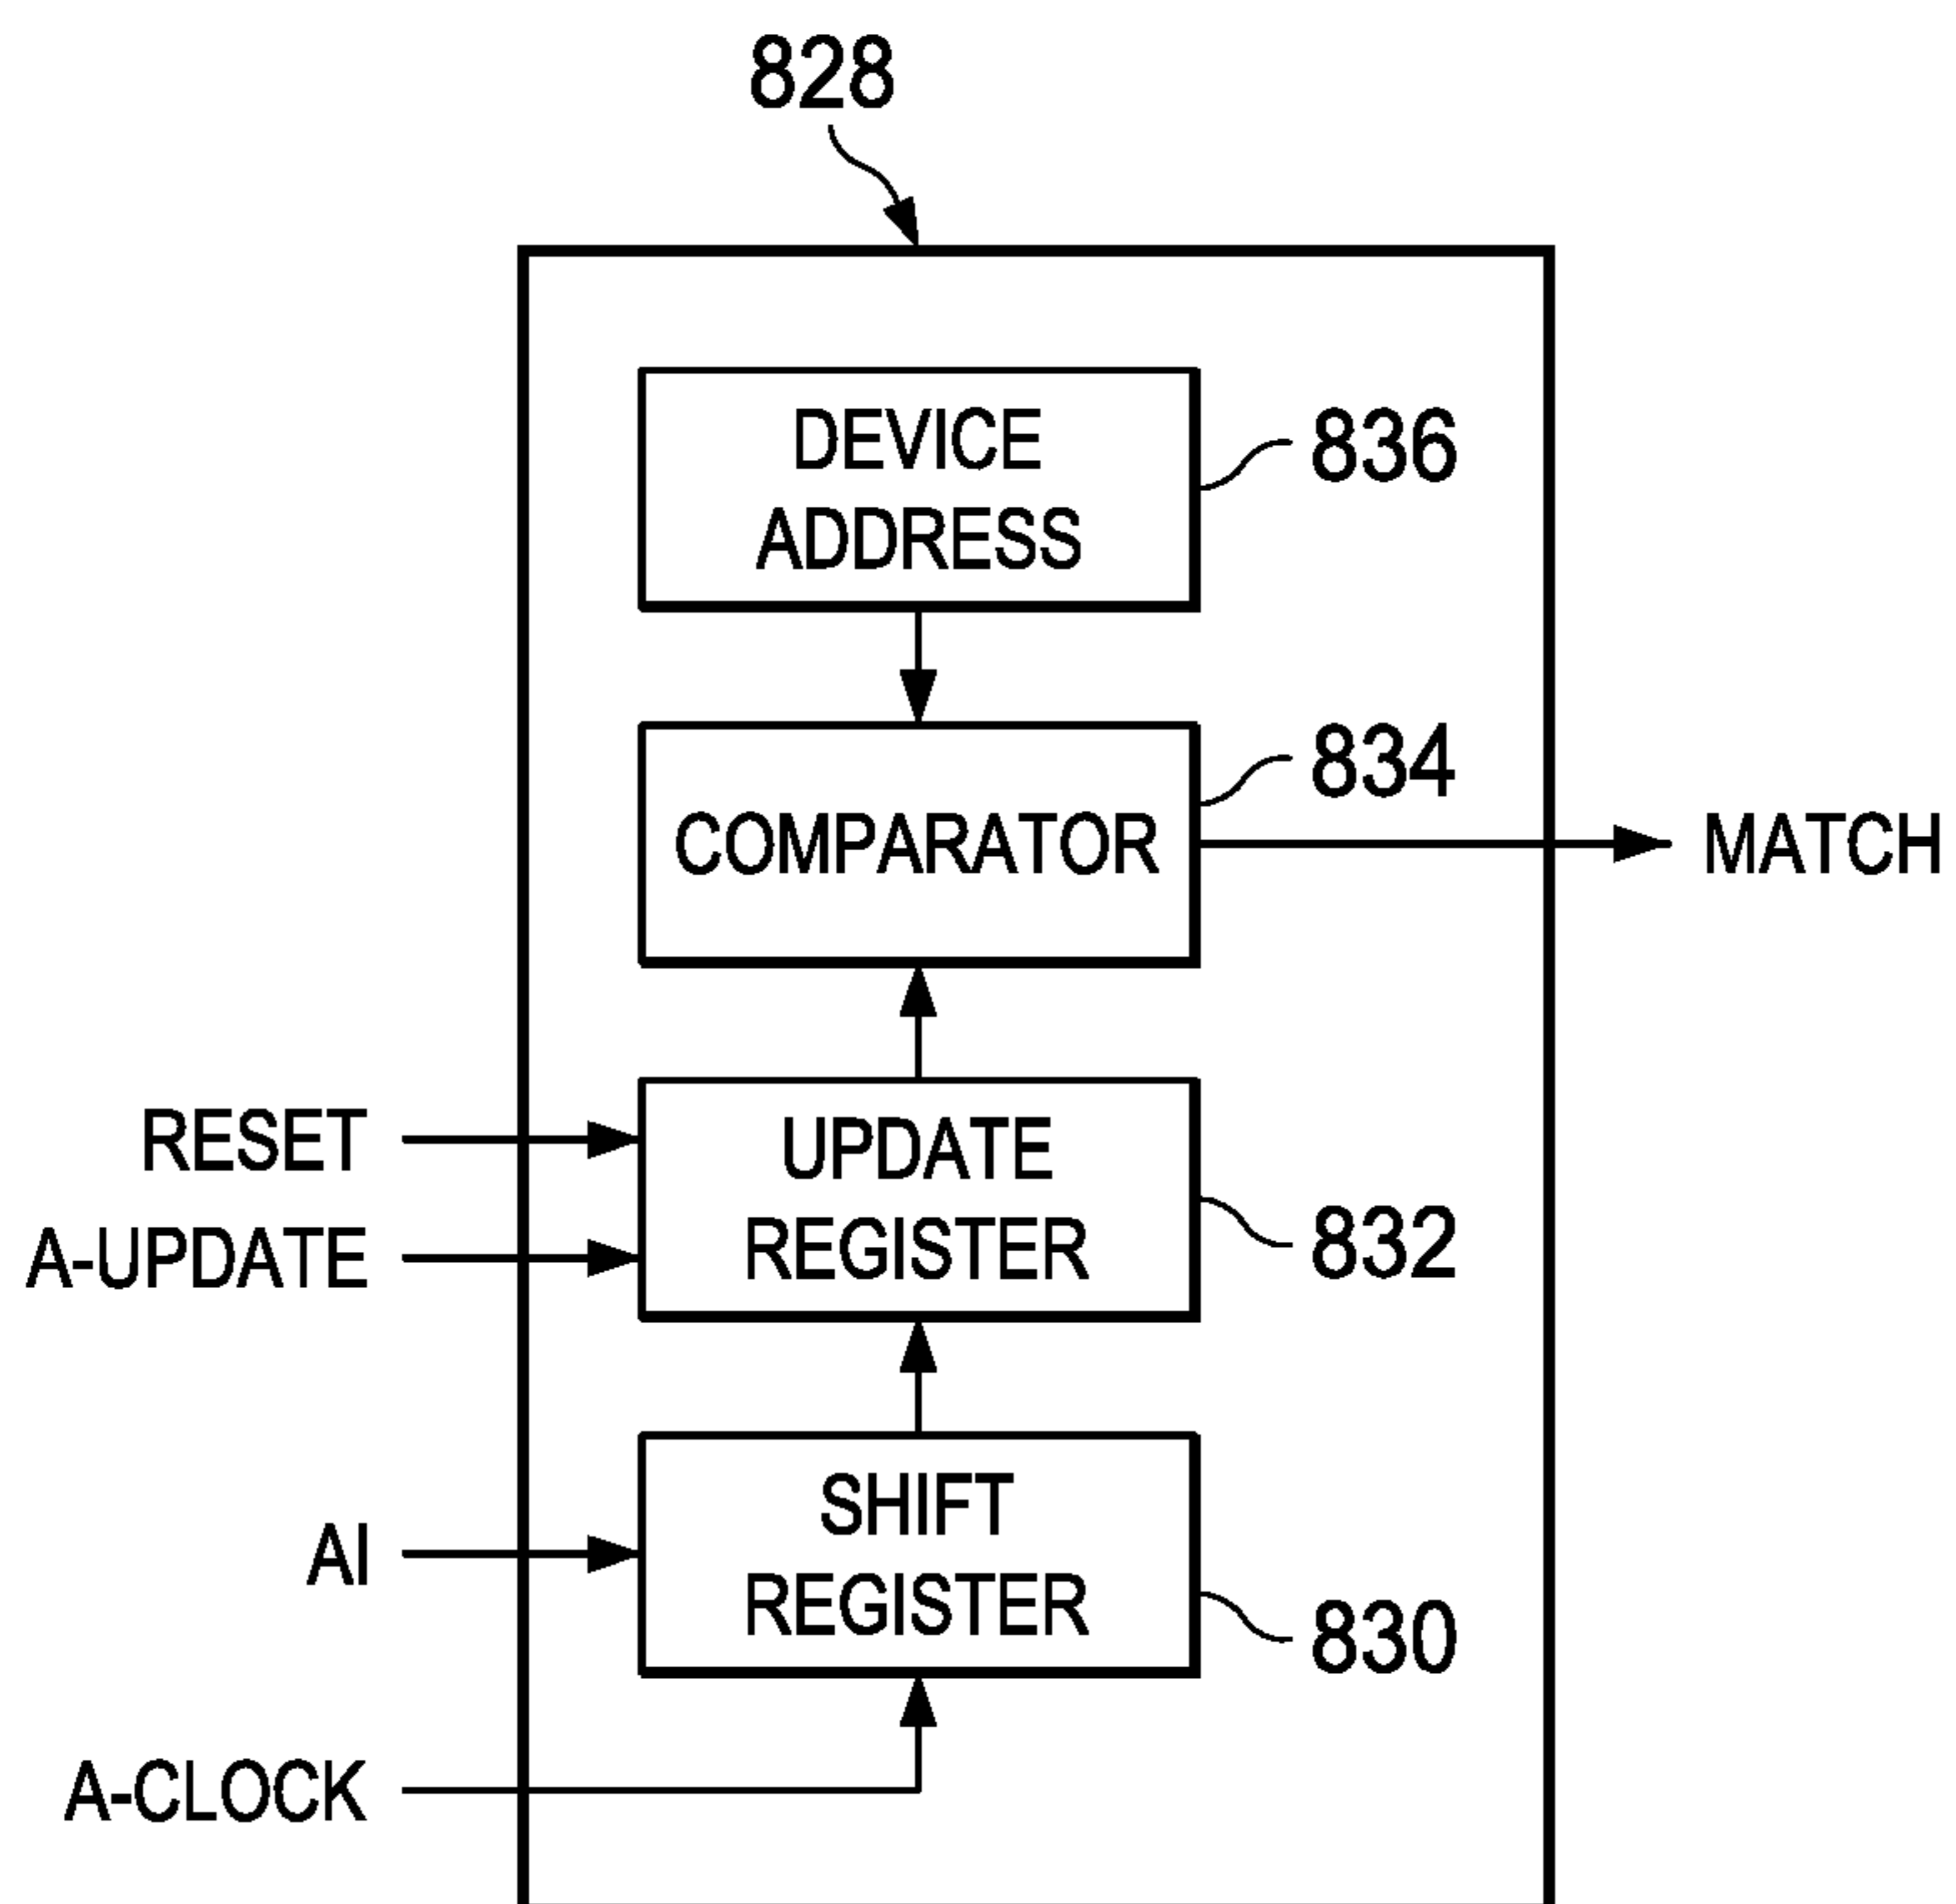 828
DEVICE
ADDRESS
836
COMPARATOR
834
MATCH
RESET
A-UPDATE
UPDATE
REGISTER
832
AI
SHIFT
REGISTER
830
A-CLOCK